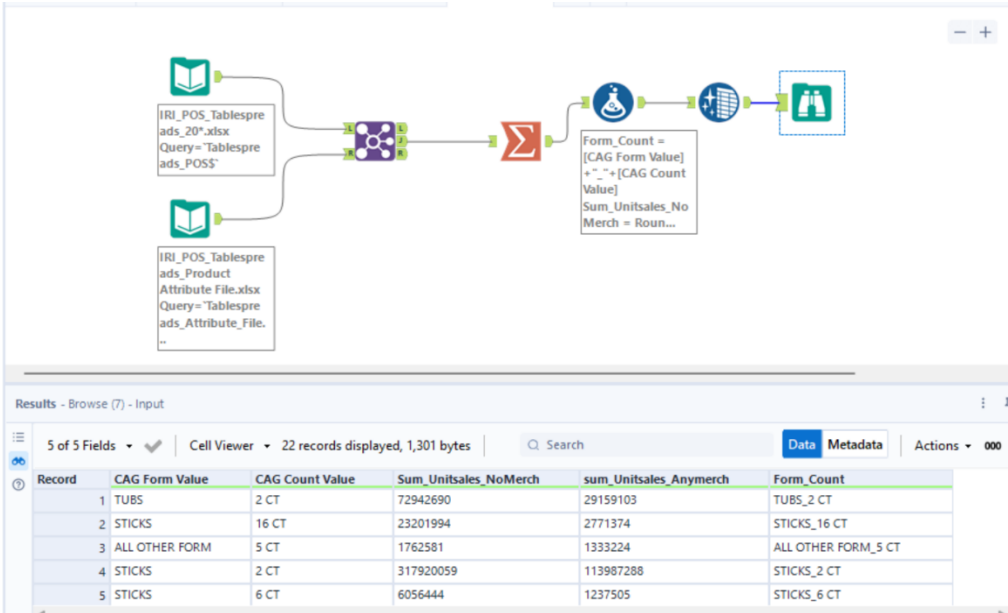 IRI_POS_Tablespre
ads_20*.xlsx
Query=`Tablespre
ads_POS$`
L
R
L
J
R
Form_Count =
[CAG Form Value]
+"_"+[CAG Count
Value]
Sum_Unitsales_No
Merch = Roun...
IRI_POS_Tablespre
ads_Product
Attribute File.xlsx
Query=`Tablespre
ads_Attribute_File.
..
Results - Browse (7) - Input
5 of 5 Fields Cell Viewer 22 records displayed, 1,301 bytes Search Data Metadata Actions 000
Record CAG Form Value CAG Count Value Sum_Unitsales_NoMerch sum_Unitsales_Anymerch Form_Count
1 TUBS 2 CT 72942690 29159103 TUBS_2 CT
2 STICKS 16 CT 23201994 2771374 STICKS_16 CT
3 ALL OTHER FORM 5 CT 1762581 1333224 ALL OTHER FORM_5 CT
4 STICKS 2 CT 317920059 113987288 STICKS_2 CT
5 STICKS 6 CT 6056444 1237505 STICKS_6 CT